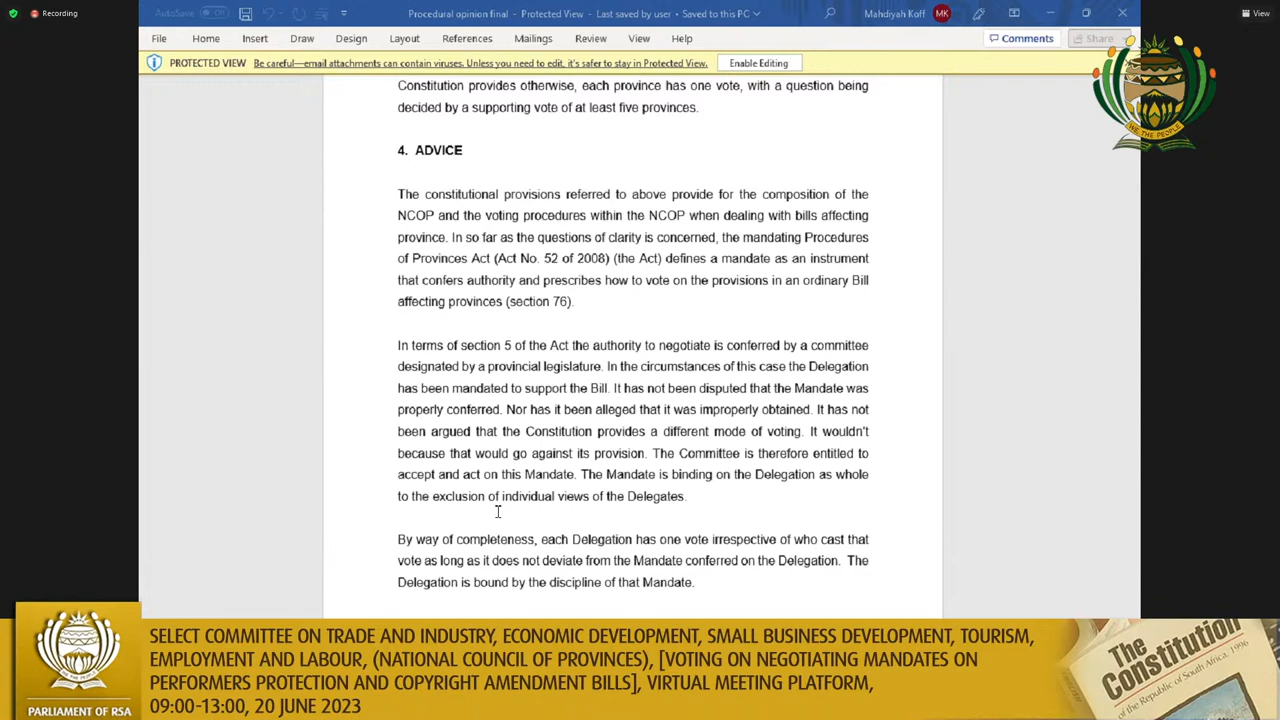 Recording
View
AutoSave
Off
Procedural opinion final - Protected View - Last saved by user - Saved to this PC
Mahdiyah Koff
MK
File Home Insert Draw Design Layout References Mailings Review View Help
Comments
Share
PROTECTED VIEW Be careful—email attachments can contain viruses. Unless you need to edit, it's safer to stay in Protected View.
Enable Editing
WE THE PEOPLE
Constitution provides otherwise, each province has one vote, with a question being
decided by a supporting vote of at least five provinces.
4. ADVICE
The constitutional provisions referred to above provide for the composition of the
NCOP and the voting procedures within the NCOP when dealing with bills affecting
province. In so far as the questions of clarity is concerned, the mandating Procedures
of Provinces Act (Act No. 52 of 2008) (the Act) defines a mandate as an instrument
that confers authority and prescribes how to vote on the provisions in an ordinary Bill
affecting provinces (section 76).
In terms of section 5 of the Act the authority to negotiate is conferred by a committee
designated by a provincial legislature. In the circumstances of this case the Delegation
has been mandated to support the Bill. It has not been disputed that the Mandate was
properly conferred. Nor has it been alleged that it was improperly obtained. It has not
been argued that the Constitution provides a different mode of voting. It wouldn't
because that would go against its provision. The Committee is therefore entitled to
accept and act on this Mandate. The Mandate is binding on the Delegation as whole
to the exclusion of individual views of the Delegates.
By way of completeness, each Delegation has one vote irrespective of who cast that
vote as long as it does not deviate from the Mandate conferred on the Delegation. The
Delegation is bound by the discipline of that Mandate.
SELECT COMMITTEE ON TRADE AND INDUSTRY, ECONOMIC DEVELOPMENT, SMALL BUSINESS DEVELOPMENT, TOURISM,
EMPLOYMENT AND LABOUR, (NATIONAL COUNCIL OF PROVINCES), [VOTING ON NEGOTIATING MANDATES ON
PERFORMERS PROTECTION AND COPYRIGHT AMENDMENT BILLS], VIRTUAL MEETING PLATFORM,
09:00-13:00, 20 JUNE 2023
PARLIAMENT OF RSA
The
Constitution
of the Republic of South Africa, 1996